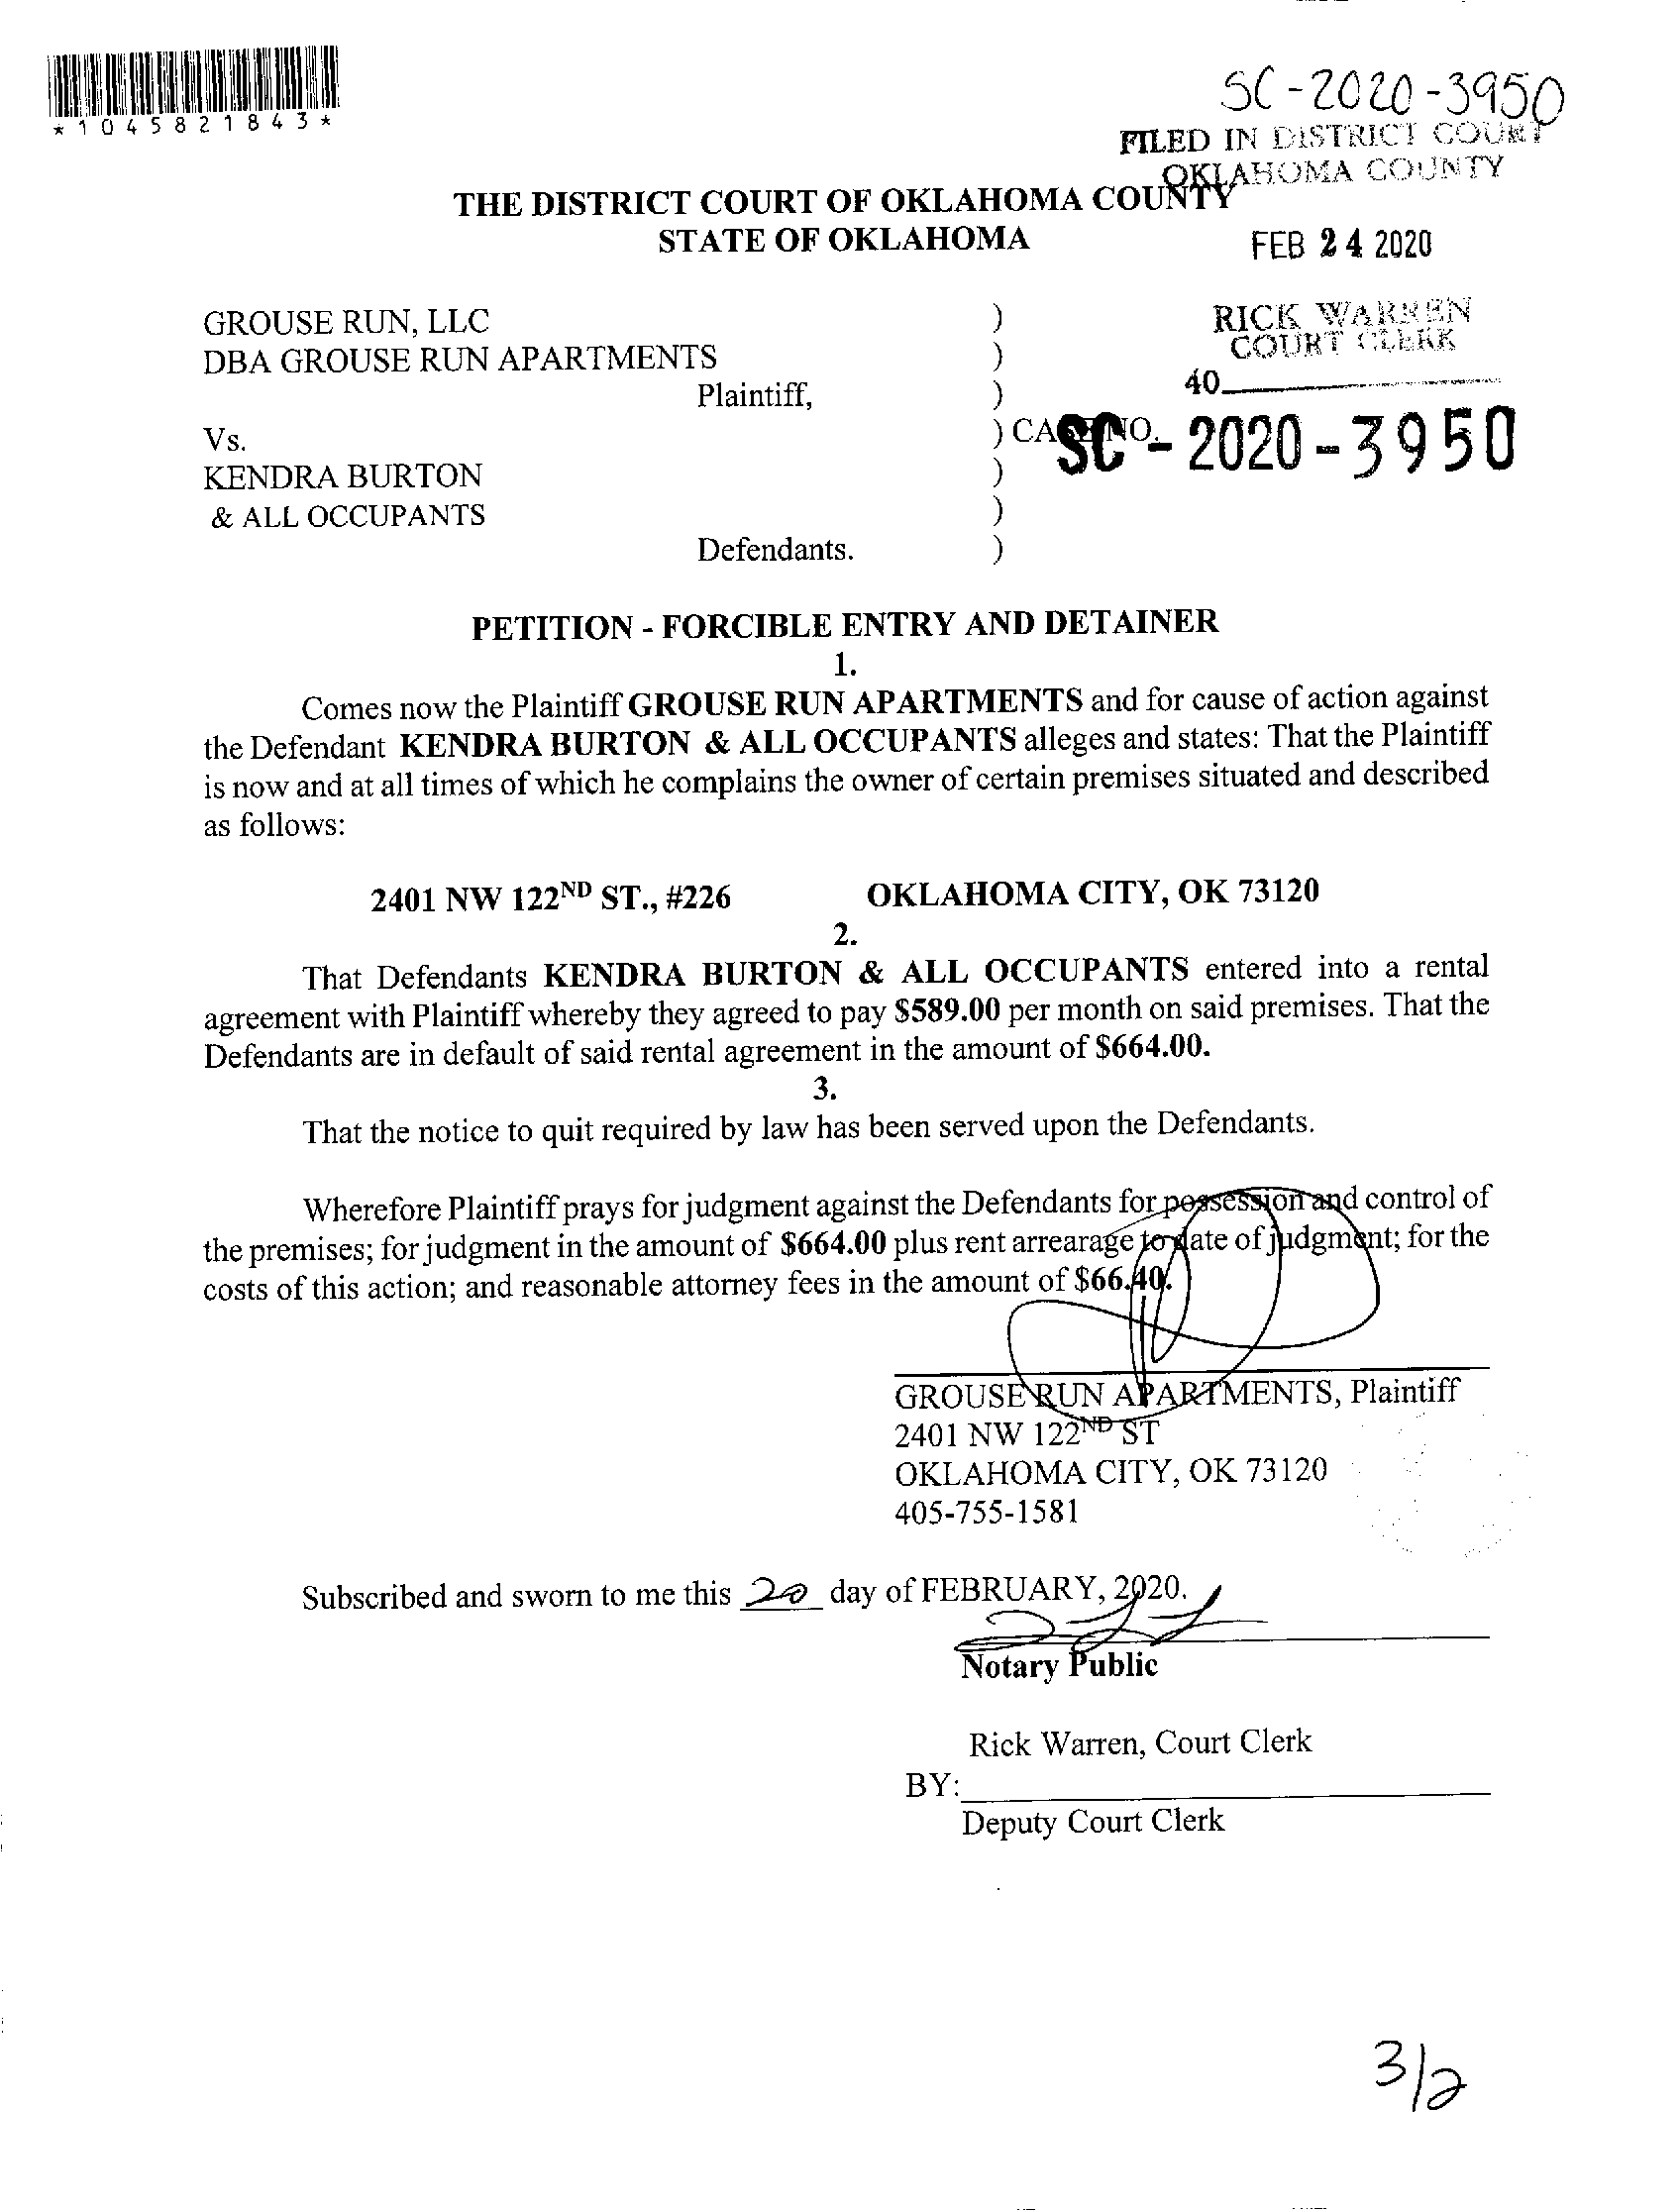 *1045821843*
SC-2020-3950
FILED IN DISTRICT COURT
OKLAHOMA COUNTY
THE DISTRICT COURT OF OKLAHOMA COUNTY
STATE OF OKLAHOMA
FEB 24 2020
GROUSE RUN, LLC )
DBA GROUSE RUN APARTMENTS )
Plaintiff, )
RICK WARREN
COURT CLERK
40
Vs. ) CASE NO. SC-2020-3950
KENDRA BURTON )
& ALL OCCUPANTS )
Defendants. )
PETITION - FORCIBLE ENTRY AND DETAINER
1.
Comes now the Plaintiff GROUSE RUN APARTMENTS and for cause of action against
the Defendant KENDRA BURTON & ALL OCCUPANTS alleges and states: That the Plaintiff
is now and at all times of which he complains the owner of certain premises situated and described
as follows:
2401 NW 122ND ST., #226 OKLAHOMA CITY, OK 73120
2.
That Defendants KENDRA BURTON & ALL OCCUPANTS entered into a rental
agreement with Plaintiff whereby they agreed to pay $589.00 per month on said premises. That the
Defendants are in default of said rental agreement in the amount of $664.00.
3.
That the notice to quit required by law has been served upon the Defendants.
Wherefore Plaintiff prays for judgment against the Defendants for possession and control of
the premises; for judgment in the amount of $664.00 plus rent arrearage to date of judgment; for the
costs of this action; and reasonable attorney fees in the amount of $66.40.
GROUSE RUN APARTMENTS, Plaintiff
2401 NW 122ND ST
OKLAHOMA CITY, OK 73120
405-755-1581
Subscribed and sworn to me this 20 day of FEBRUARY, 2020.
Notary Public
Rick Warren, Court Clerk
BY:
Deputy Court Clerk
3/2